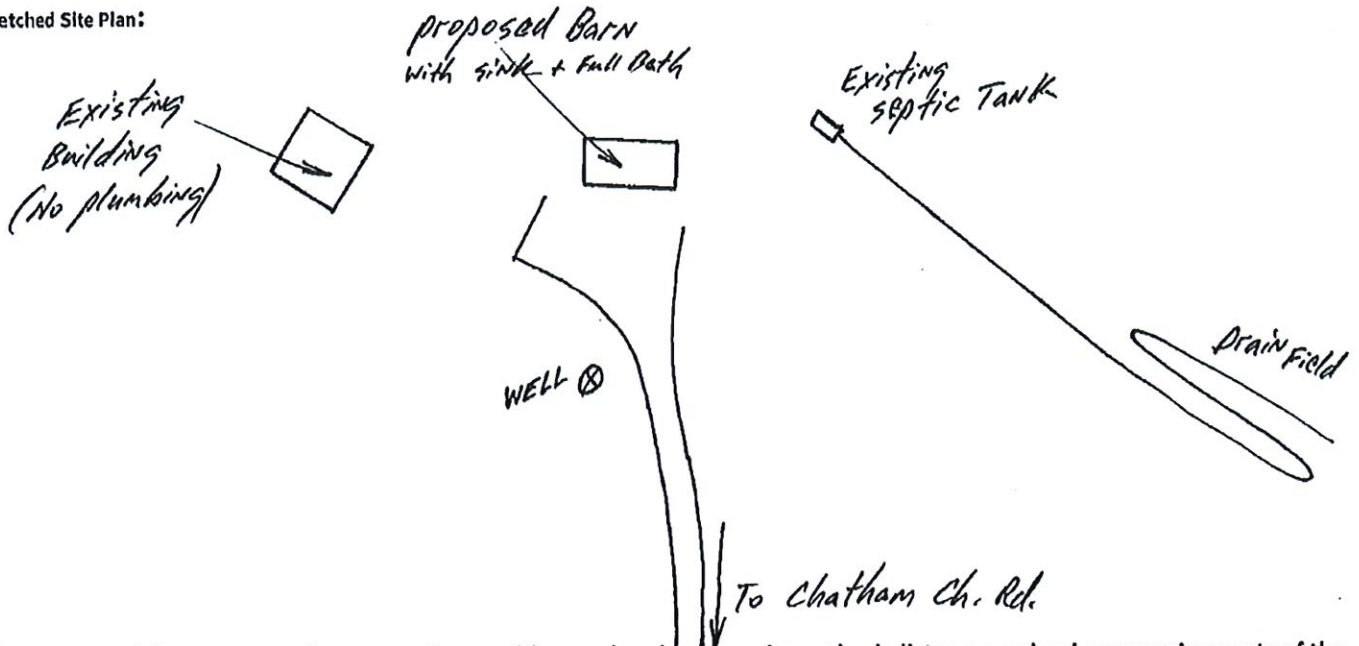 etched Site Plan:
proposed Barn
with sink + Full Bath
Existing
Building
(No plumbing)
Existing
septic Tank
WELL
Drain Field
To Chatham Ch. Rd.